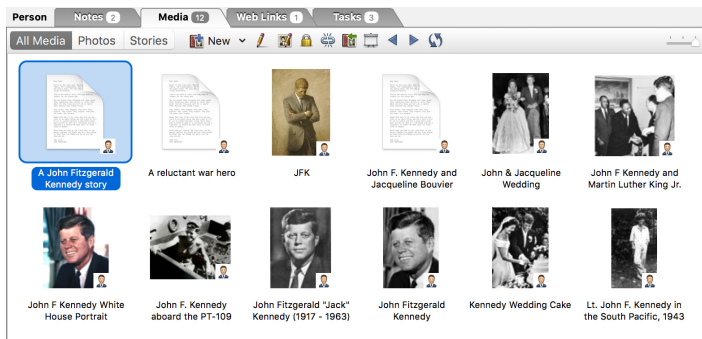 Person Notes 2 Media 12 Web Links 1 Tasks 3
All Media Photos Stories New
A John Fitzgerald
Kennedy story
A reluctant war hero
JFK
John F. Kennedy and
Jacqueline Bouvier
John & Jacqueline
Wedding
John F Kennedy and
Martin Luther King Jr.
John F Kennedy White
House Portrait
John F. Kennedy
aboard the PT-109
John Fitzgerald "Jack"
Kennedy (1917 - 1963)
John Fitzgerald
Kennedy
Kennedy Wedding Cake
Lt. John F. Kennedy in
the South Pacific, 1943